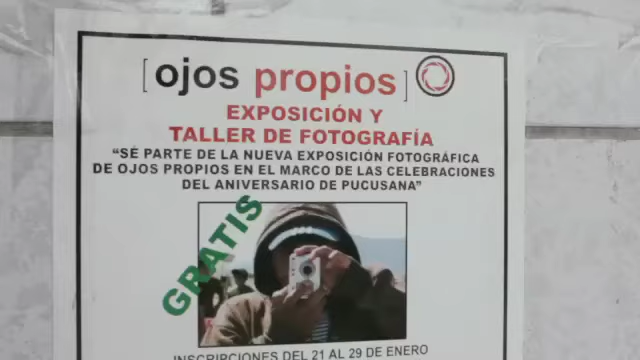 [ojos propios]
EXPOSICIÓN Y
TALLER DE FOTOGRAFÍA
"SÉ PARTE DE LA NUEVA EXPOSICIÓN FOTOGRÁFICA
DE OJOS PROPIOS EN EL MARCO DE LAS CELEBRACIONES
DEL ANIVERSARIO DE PUCUSANA"
GRATIS
INSCRIPCIONES DEL 21 AL 29 DE ENERO